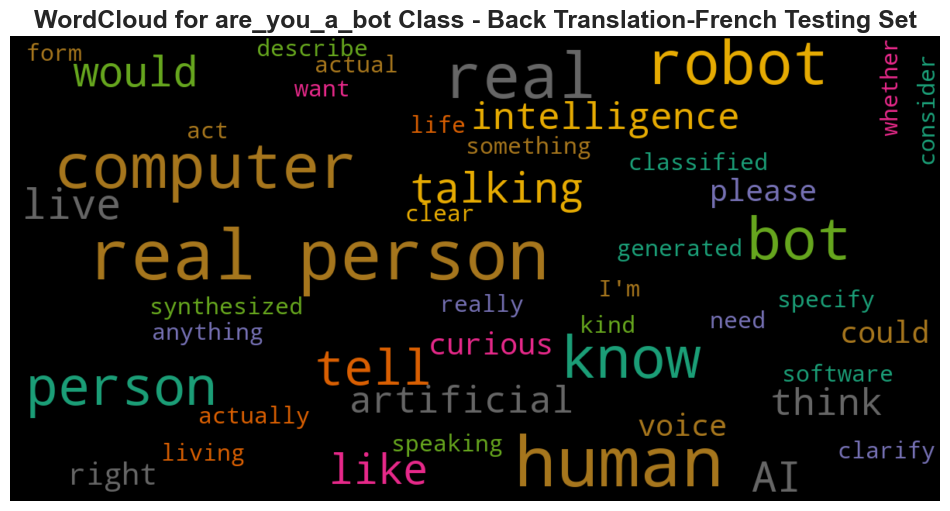 WordCloud for are_you_a_bot Class - Back Translation-French Testing Set
form
describe
would
actual
real
robot
whether
consider
want
act
life
intelligence
something
computer
classified
live
talking
please
clear
real person
generated
bot
I'm
synthesized
really
specify
anything
kind
need
could
curious
tell
know
person
software
artificial
think
actually
voice
living
speaking
clarify
right
like
human
AI